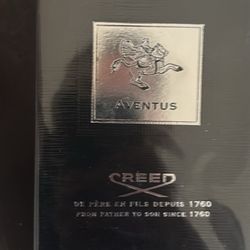 AVENTUS
CREED
DE PÈRE EN FILS DEPUIS 1760
FROM FATHER TO SON SINCE 1760